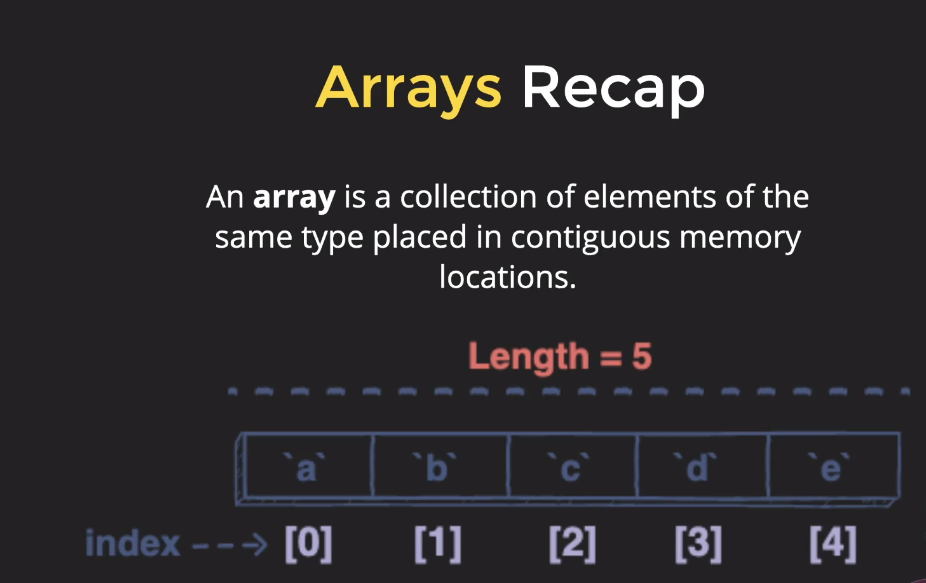 Arrays Recap
An array is a collection of elements of the
same type placed in contiguous memory
locations.
Length = 5
`a` `b` `c` `d` `e`
index - - -> [0] [1] [2] [3] [4]